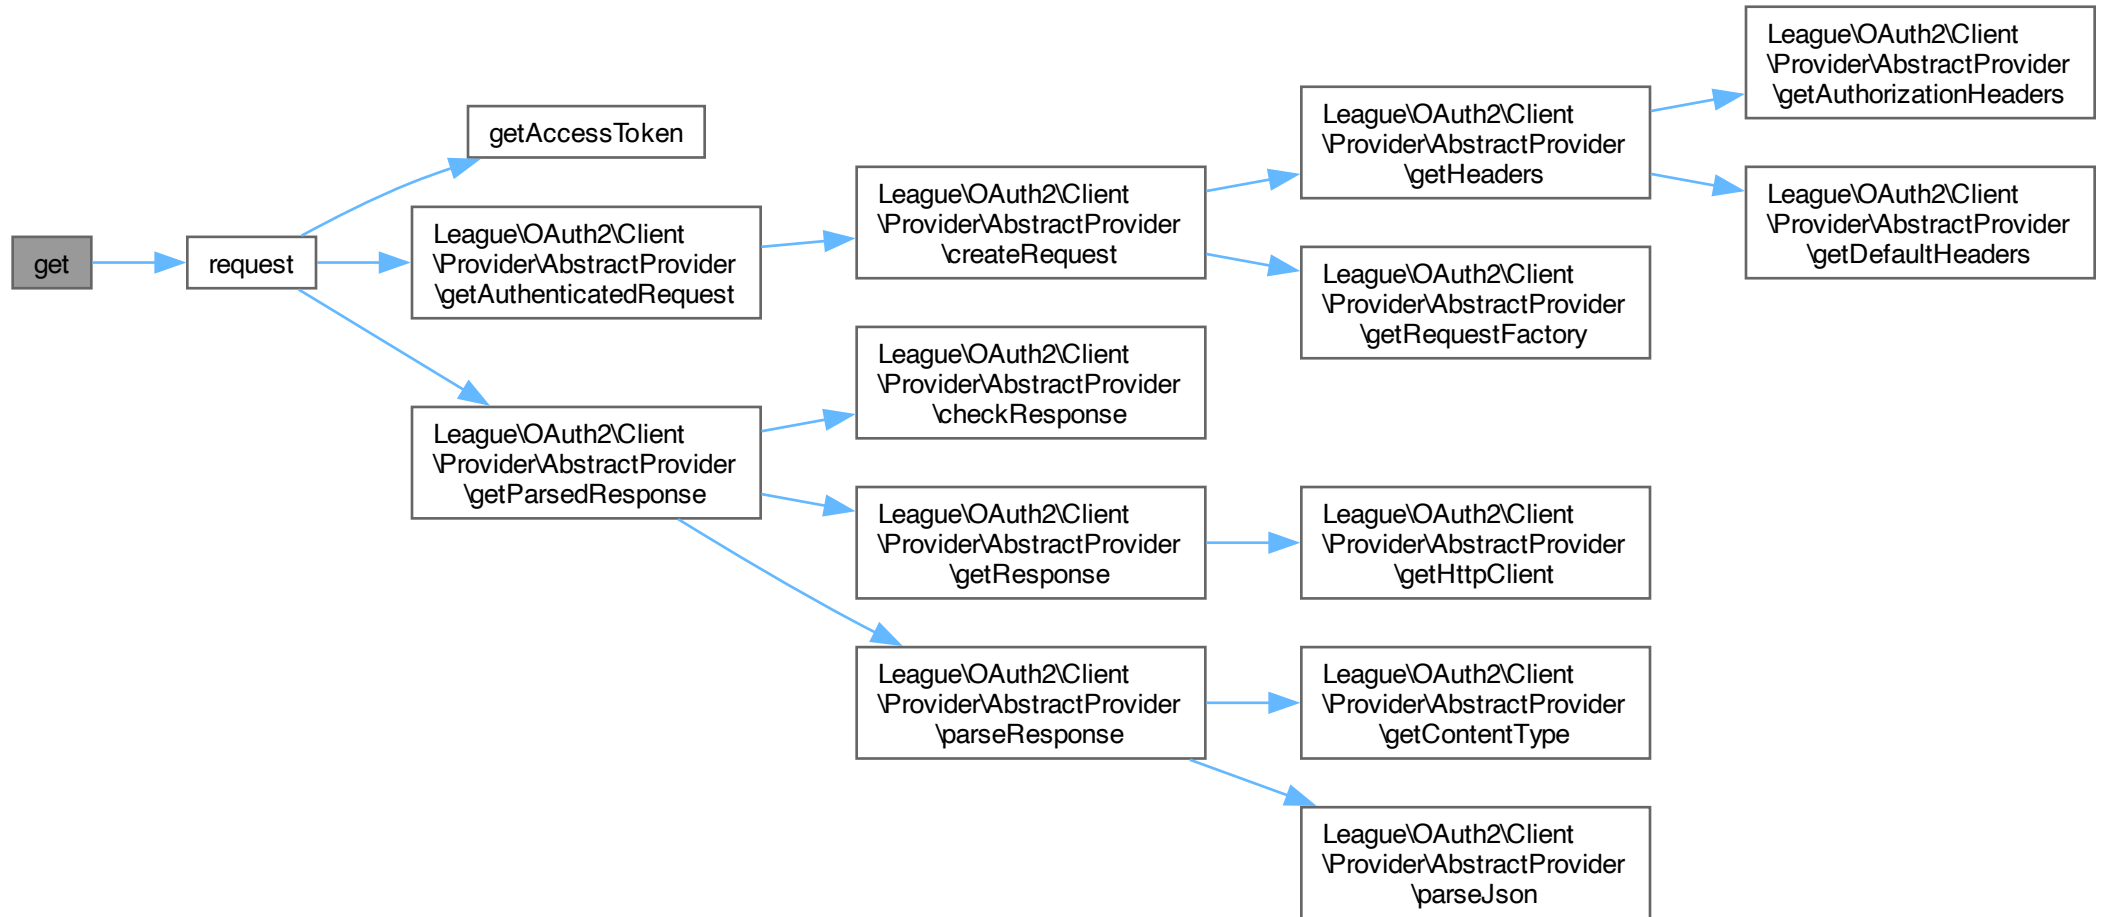 get
request
getAccessToken
League\OAuth2\Client
\Provider\AbstractProvider
\getAuthenticatedRequest
League\OAuth2\Client
\Provider\AbstractProvider
\getParsedResponse
League\OAuth2\Client
\Provider\AbstractProvider
\createRequest
League\OAuth2\Client
\Provider\AbstractProvider
\checkResponse
League\OAuth2\Client
\Provider\AbstractProvider
\getResponse
League\OAuth2\Client
\Provider\AbstractProvider
\parseResponse
League\OAuth2\Client
\Provider\AbstractProvider
\getHeaders
League\OAuth2\Client
\Provider\AbstractProvider
\getRequestFactory
League\OAuth2\Client
\Provider\AbstractProvider
\getHttpClient
League\OAuth2\Client
\Provider\AbstractProvider
\getContentType
League\OAuth2\Client
\Provider\AbstractProvider
\parseJson
League\OAuth2\Client
\Provider\AbstractProvider
\getAuthorizationHeaders
League\OAuth2\Client
\Provider\AbstractProvider
\getDefaultHeaders